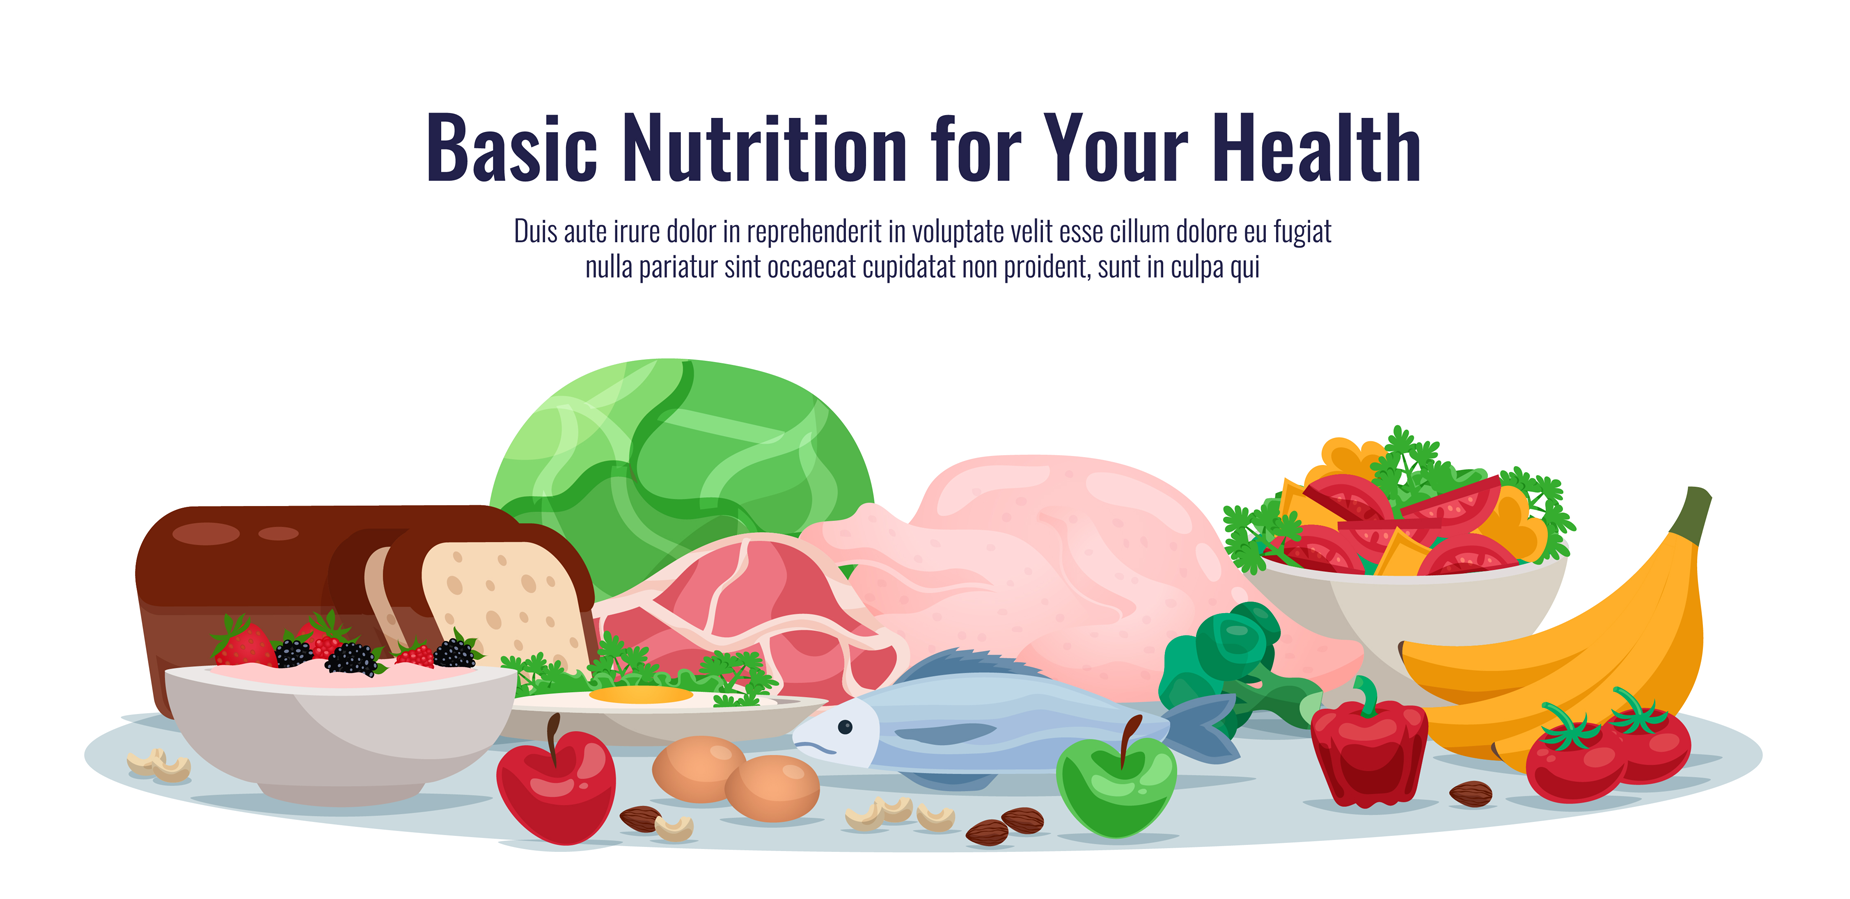 Basic Nutrition for Your Health
Duis aute irure dolor in reprehenderit in voluptate velit esse cillum dolore eu fugiat
nulla pariatur sint occaecat cupidatat non proident, sunt in culpa qui